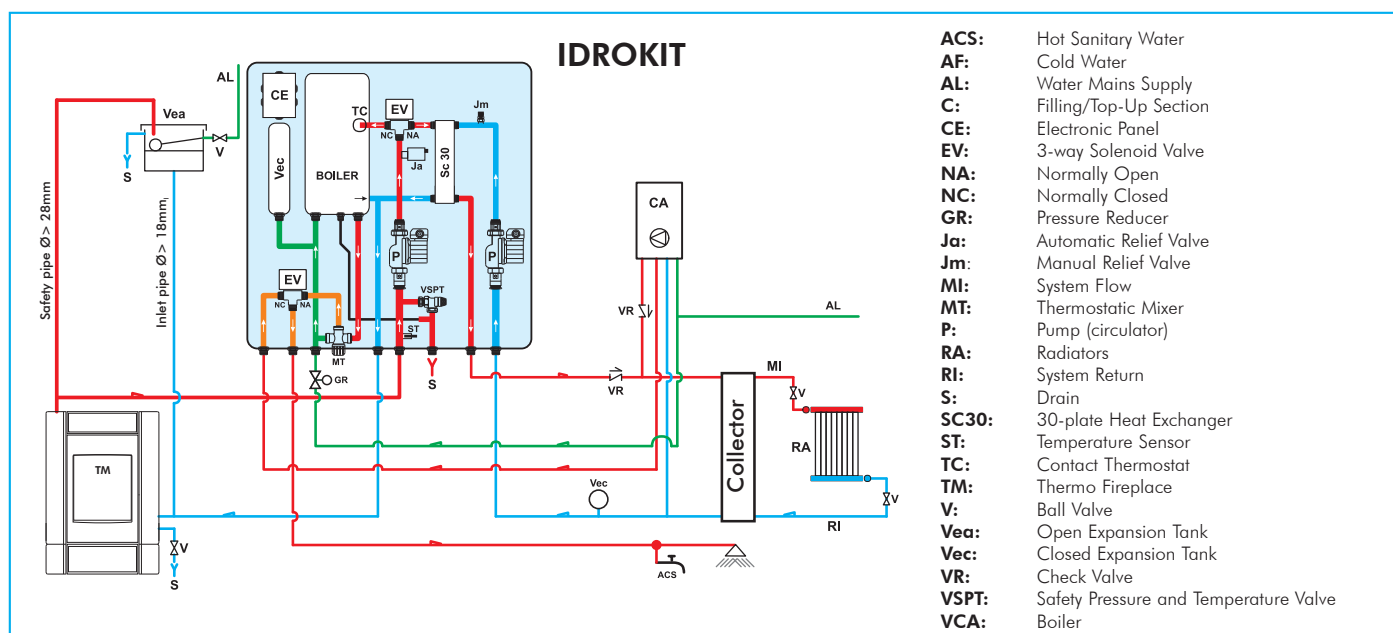 IDROKIT
AL
CE
Vea
V
S
Vec
BOILER
TC
EV
NC
NA
Ja
Jm
Sc 30
P
P
EV
NC
NA
VSPT
ST
MT
GR
S
Safety pipe Ø> 28mm
Inlet pipe Ø> 18mm,
TM
V
S
CA
VR
AL
VR
MI
V
Collector
RA
V
RI
Vec
ACS
ACS: Hot Sanitary Water
AF: Cold Water
AL: Water Mains Supply
C: Filling/Top-Up Section
CE: Electronic Panel
EV: 3-way Solenoid Valve
NA: Normally Open
NC: Normally Closed
GR: Pressure Reducer
Ja: Automatic Relief Valve
Jm: Manual Relief Valve
MI: System Flow
MT: Thermostatic Mixer
P: Pump (circulator)
RA: Radiators
RI: System Return
S: Drain
SC30: 30-plate Heat Exchanger
ST: Temperature Sensor
TC: Contact Thermostat
TM: Thermo Fireplace
V: Ball Valve
Vea: Open Expansion Tank
Vec: Closed Expansion Tank
VR: Check Valve
VSPT: Safety Pressure and Temperature Valve
VCA: Boiler